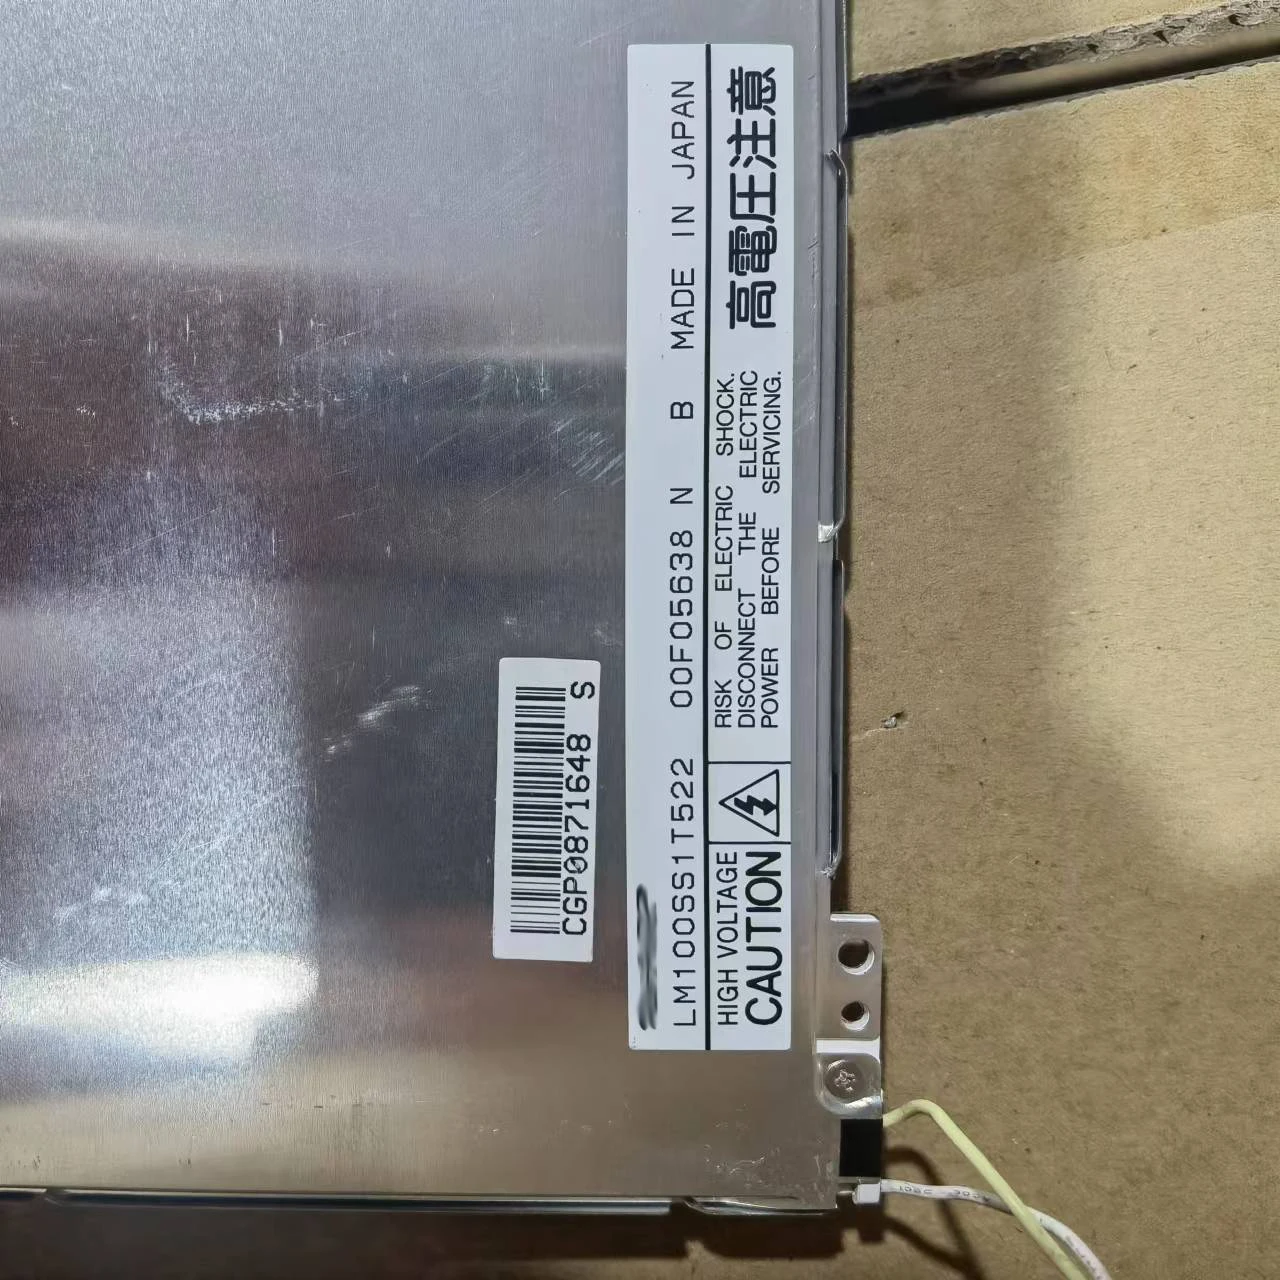 LM100SS1T522 00F05638 N B MADE IN JAPAN
HIGH VOLTAGE
CAUTION
RISK OF ELECTRIC SHOCK.
DISCONNECT THE ELECTRIC
POWER BEFORE SERVICING.
高電圧注意
CGP0871648 S